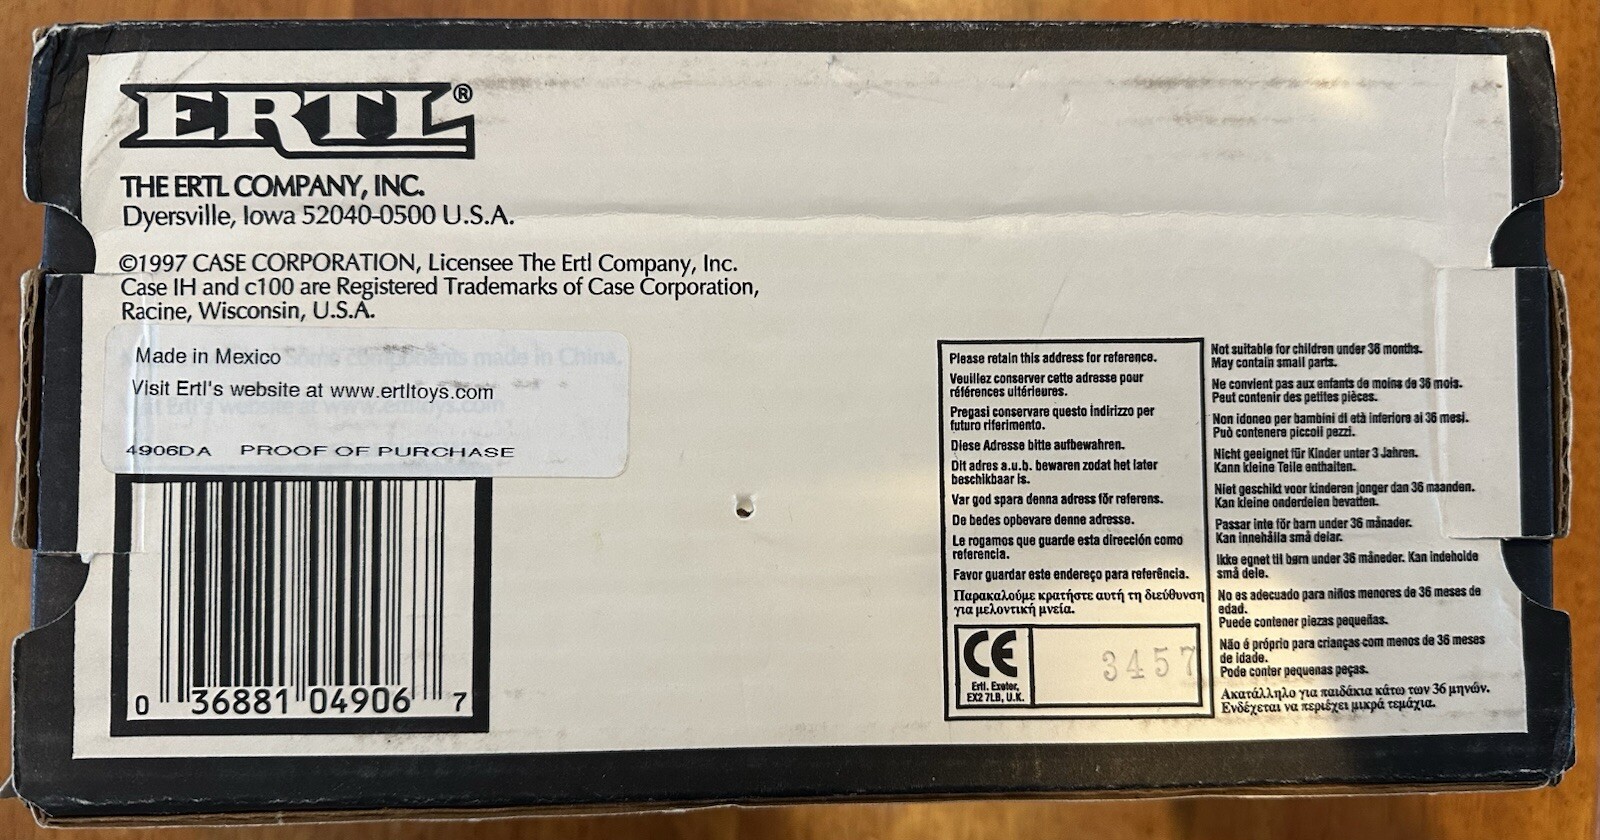 ERTL®
THE ERTL COMPANY, INC.
Dyersville, Iowa 52040-0500 U.S.A.
©1997 CASE CORPORATION, Licensee The Ertl Company, Inc.
Case IH and c100 are Registered Trademarks of Case Corporation,
Racine, Wisconsin, U.S.A.
Some components made in China.
Made in Mexico
Visit Ertl's website at www.ertltoys.com
at Ertl's website at www.ertltoys.com
4906DA PROOF OF PURCHASE
0 36881 04906 7
Please retain this address for reference.
Veuillez conserver cette adresse pour
références ultérieures.
Pregasi conservare questo indirizzo per
futuro riferimento.
Diese Adresse bitte aufbewahren.
Dit adres a.u.b. bewaren zodat het later
beschikbaar is.
Var god spara denna adress för referens.
De bedes opbevare denne adresse.
Le rogamos que guarde esta dirección como
referencia.
Favor guardar este endereço para referência.
Παρακαλούμε κρατήστε αυτή τη διεύθυνση
για μελοντική μνεία.
CE
Ertl. Exeter,
EX2 7LB, U.K.
3457
Not suitable for children under 36 months.
May contain small parts.
Ne convient pas aux enfants de moins de 36 mois.
Peut contenir des petites pièces.
Non idoneo per bambini di età inferiore ai 36 mesi.
Può contenere piccoli pezzi.
Nicht geeignet für Kinder unter 3 Jahren.
Kann kleine Teile enthalten.
Niet geschikt voor kinderen jonger dan 36 maanden.
Kan kleine onderdelen bevatten.
Passar inte för barn under 36 månader.
Kan innehålla små delar.
Ikke egnet til børn under 36 måneder. Kan indeholde
små dele.
No es adecuado para niños menores de 36 meses de
edad.
Puede contener piezas pequeñas.
Não é próprio para crianças com menos de 36 meses
de idade.
Pode conter pequenas peças.
Ακατάλληλο για παιδάκια κάτω των 36 μηνών.
Ενδέχεται να περιέχει μικρά τεμάχια.